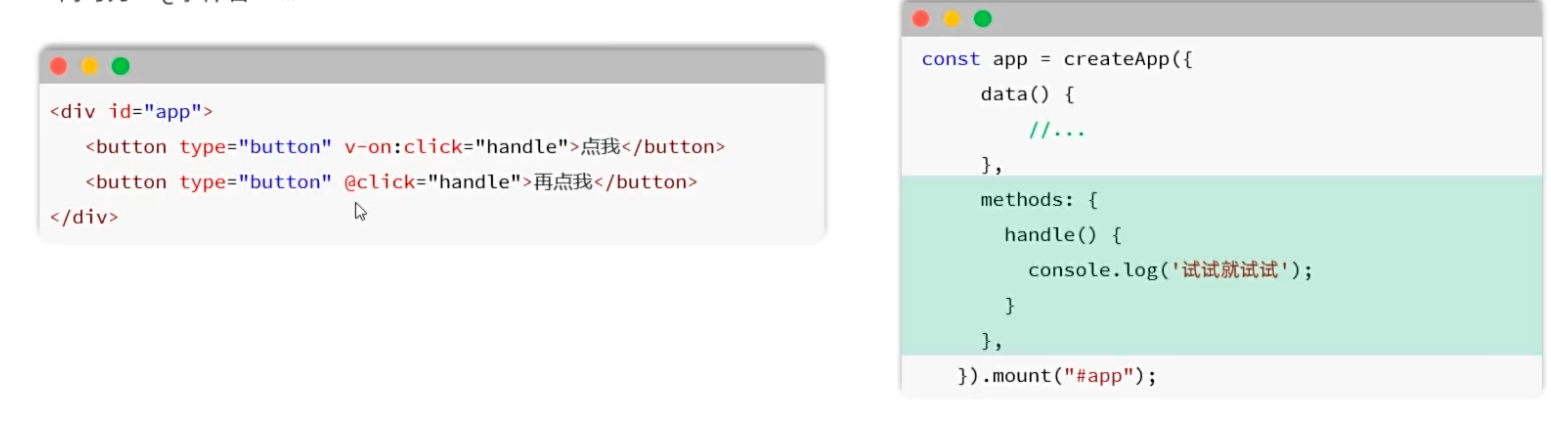 <div id="app">
<button type="button" v-on:click="handle">点我</button>
<button type="button" @click="handle">再点我</button>
</div>
const app = createApp({
data() {
//...
},
methods: {
handle() {
console.log('试试就试试');
}
},
}).mount("#app");